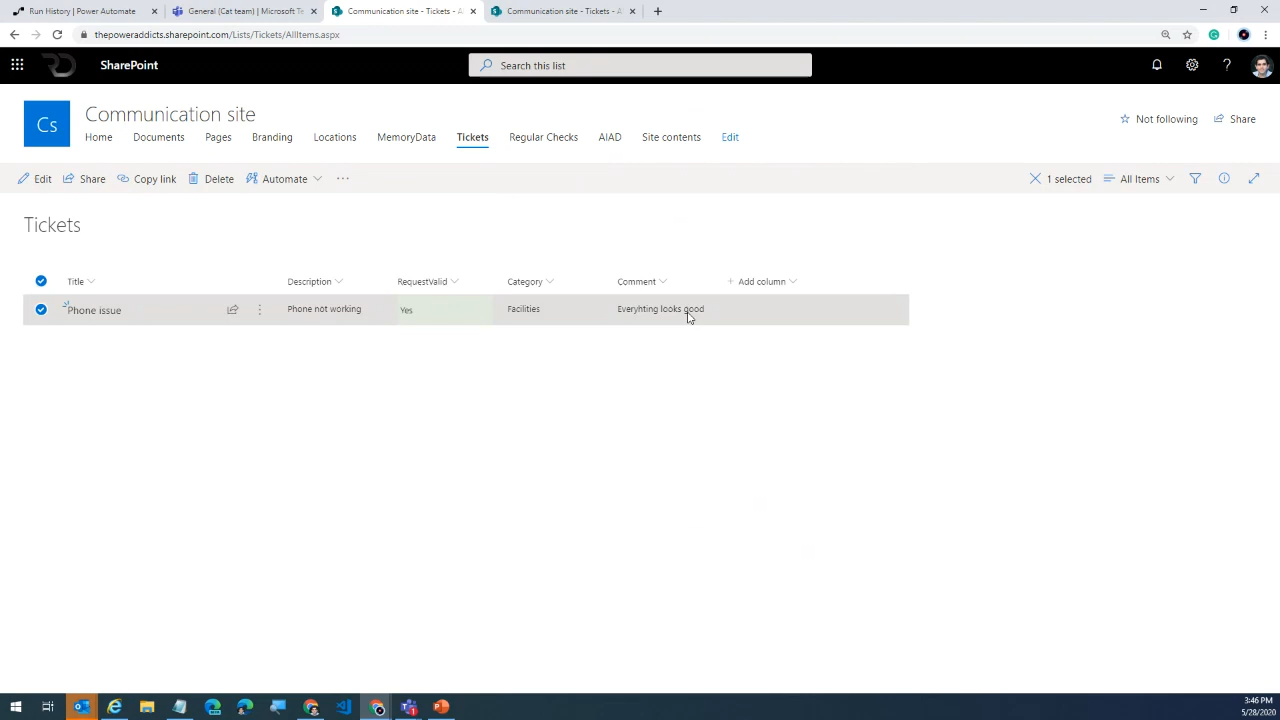 Run History | Power Automate
General (Cat team) | Microsoft Te
Communication site - Tickets - A
Communication site - Tickets - A
thepoweraddicts.sharepoint.com/Lists/Tickets/AllItems.aspx
SharePoint
Search this list
?
Cs
Communication site
Home Documents Pages Branding Locations MemoryData Tickets Regular Checks AIAD Site contents Edit
Not following Share
Edit Share Copy link Delete Automate ···
1 selected All Items
Tickets
Title Description RequestValid Category Comment + Add column
Phone issue Phone not working Yes Facilities Everyhting looks good
3:46 PM
5/28/2020